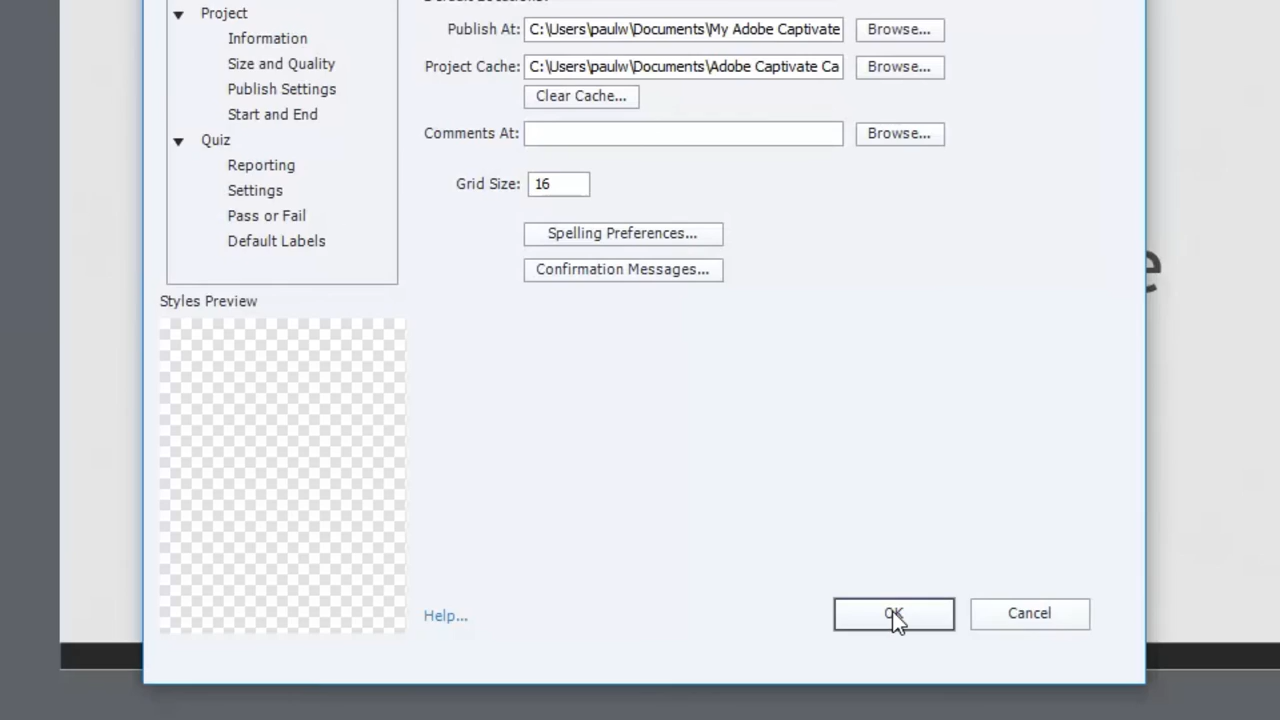 Project
Information
Size and Quality
Publish Settings
Start and End
Quiz
Reporting
Settings
Pass or Fail
Default Labels
Styles Preview
Publish At: C:\Users\paulw\Documents\My Adobe Captivate Browse...
Project Cache: C:\Users\paulw\Documents\Adobe Captivate Ca Browse...
Clear Cache...
Comments At: Browse...
Grid Size: 16
Spelling Preferences...
Confirmation Messages...
Help...
OK Cancel
e